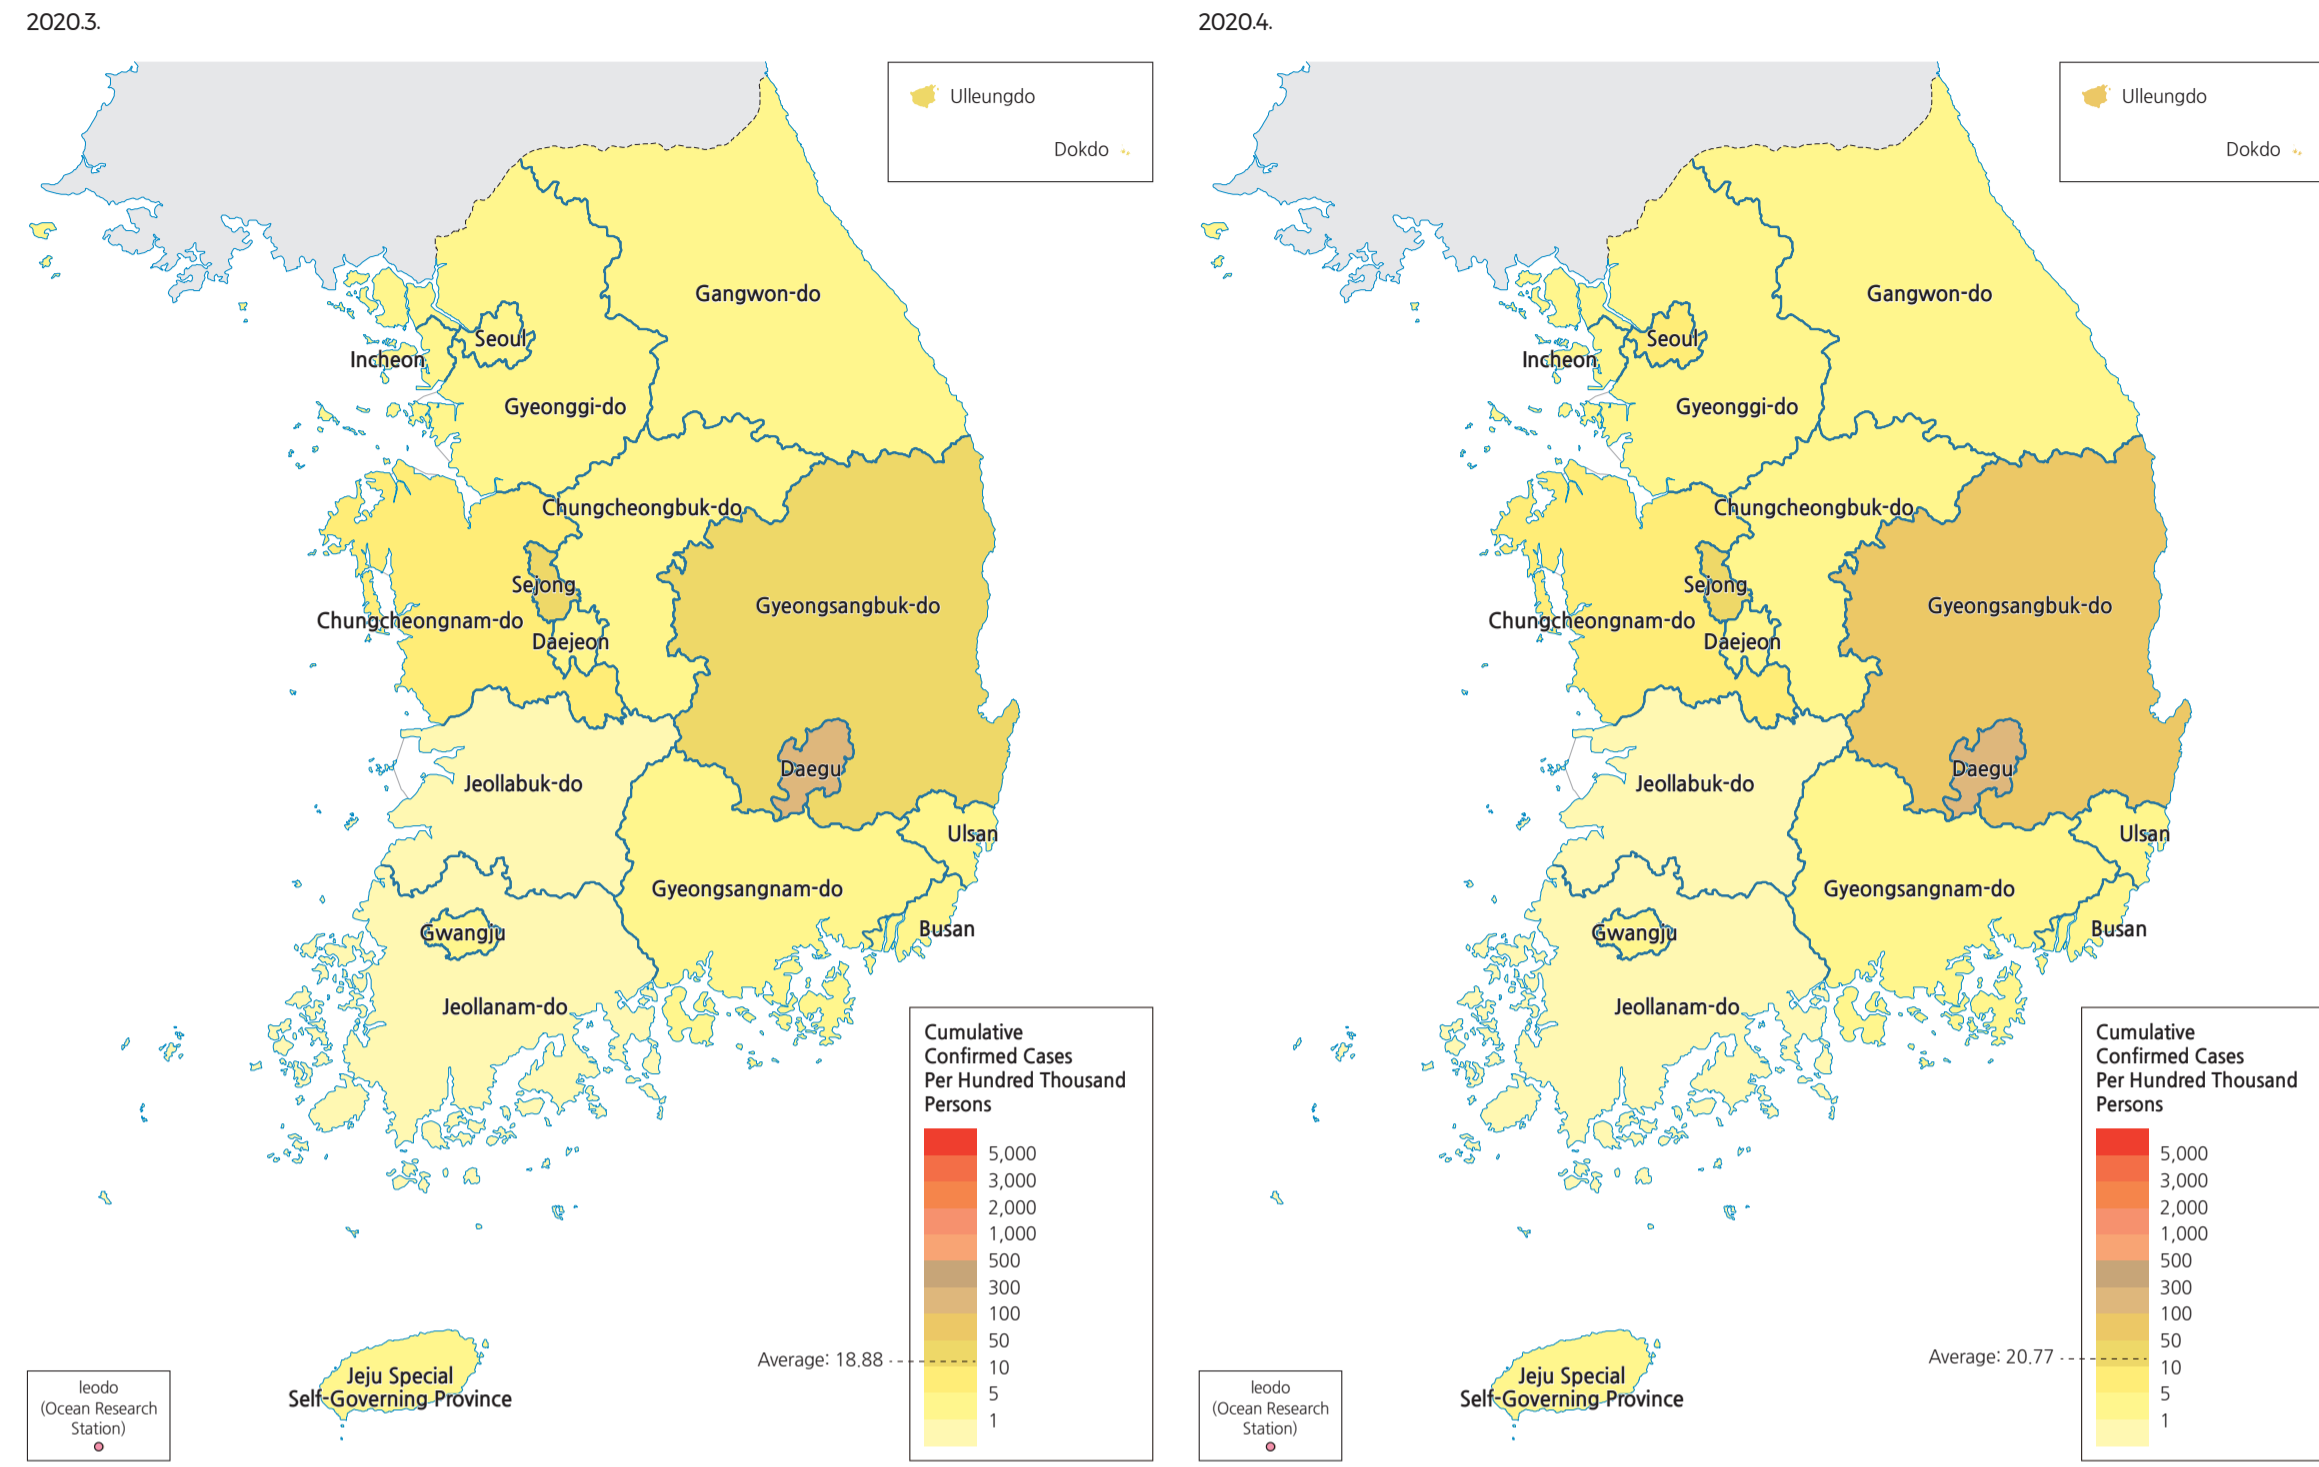 2020.3.
Ulleungdo
Dokdo
Gangwon-do
Seoul
Incheon
Gyeonggi-do
Chungcheongbuk-do
Sejong
Gyeongsangbuk-do
Chungcheongnam-do
Daejeon
Daegu
Jeollabuk-do
Ulsan
Gyeongsangnam-do
Gwangju
Busan
Jeollanam-do
Cumulative
Confirmed Cases
Per Hundred Thousand
Persons
5,000
3,000
2,000
1,000
500
300
100
50
Average: 18.88
10
5
1
Jeju Special
Self-Governing Province
Ieodo
(Ocean Research
Station)
2020.4.
Ulleungdo
Dokdo
Gangwon-do
Seoul
Incheon
Gyeonggi-do
Chungcheongbuk-do
Sejong
Gyeongsangbuk-do
Chungcheongnam-do
Daejeon
Daegu
Jeollabuk-do
Ulsan
Gyeongsangnam-do
Gwangju
Busan
Jeollanam-do
Cumulative
Confirmed Cases
Per Hundred Thousand
Persons
5,000
3,000
2,000
1,000
500
300
100
50
Average: 20.77
10
5
1
Jeju Special
Self-Governing Province
Ieodo
(Ocean Research
Station)